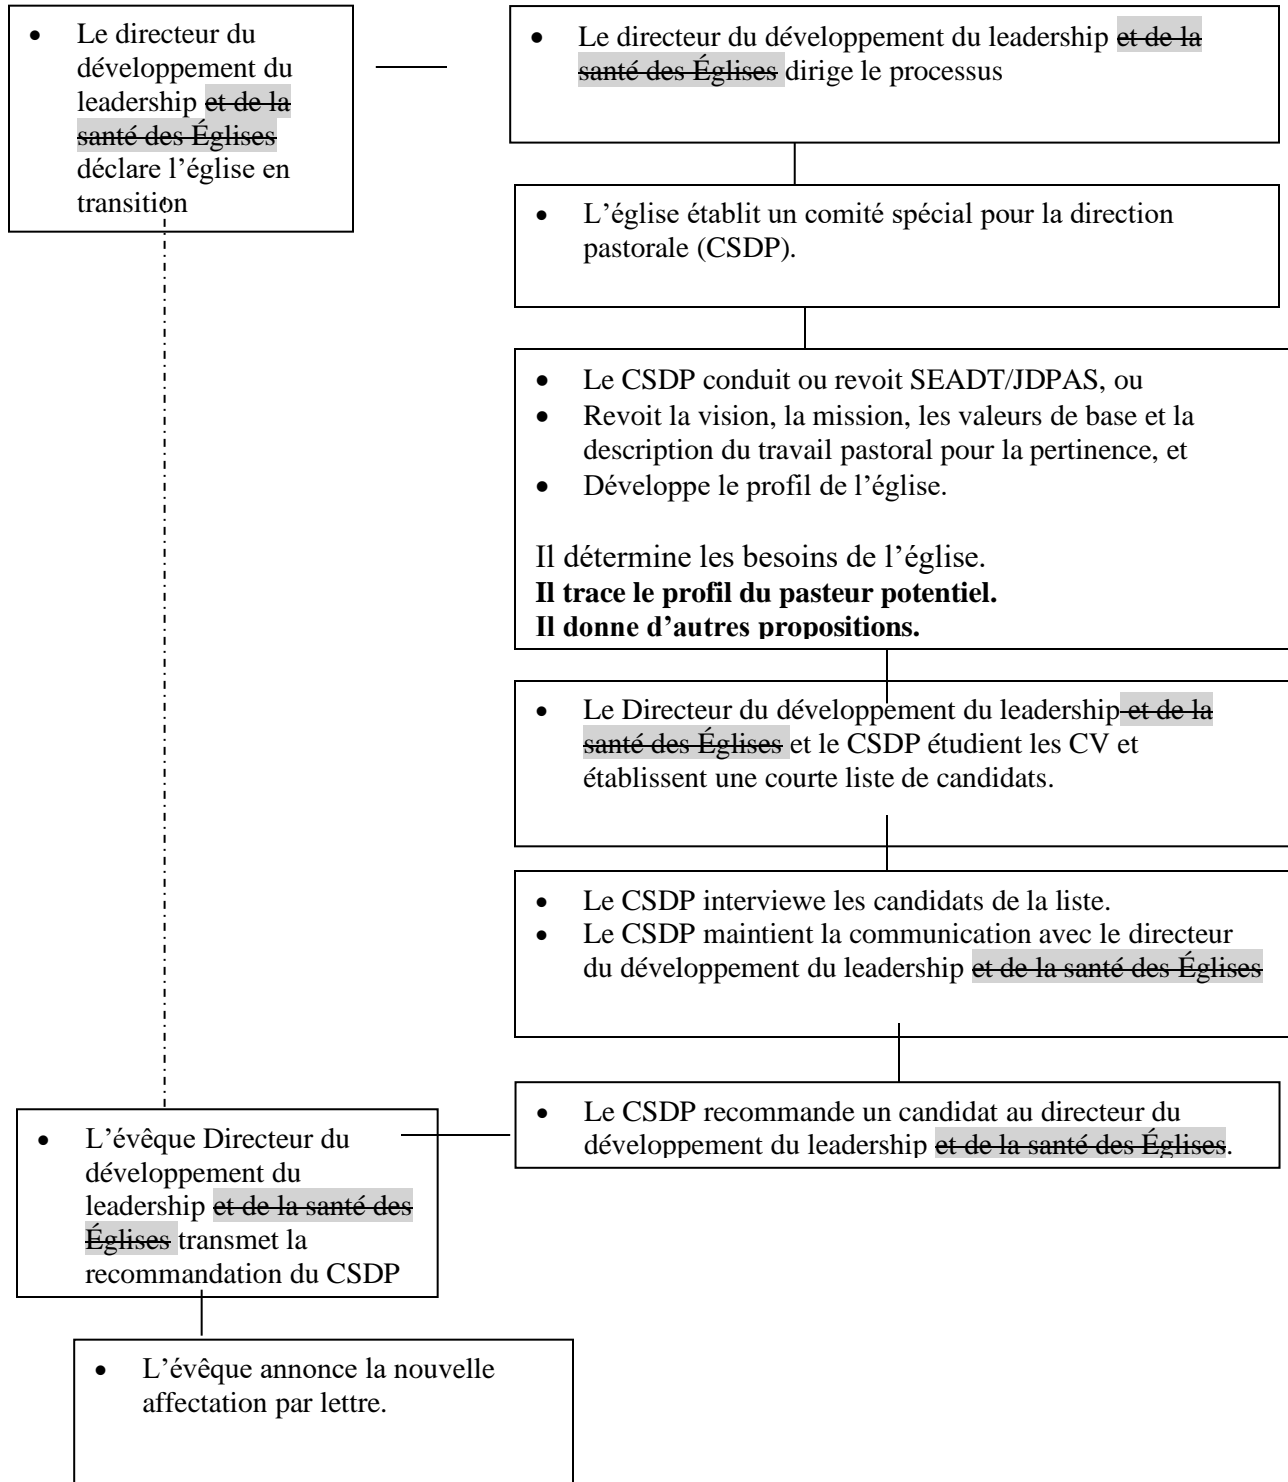 • Le directeur du
développement du
leadership et de la
santé des Églises
déclare l’église en
transition
• Le directeur du développement du leadership et de la
santé des Églises dirige le processus
• L’église établit un comité spécial pour la direction
pastorale (CSDP).
• Le CSDP conduit ou revoit SEADT/JDPAS, ou
• Revoit la vision, la mission, les valeurs de base et la
description du travail pastoral pour la pertinence, et
• Développe le profil de l’église.
Il détermine les besoins de l’église.
Il trace le profil du pasteur potentiel.
Il donne d’autres propositions.
• Le Directeur du développement du leadership et de la
santé des Églises et le CSDP étudient les CV et
établissent une courte liste de candidats.
• Le CSDP interviewe les candidats de la liste.
• Le CSDP maintient la communication avec le directeur
du développement du leadership et de la santé des Églises
• Le CSDP recommande un candidat au directeur du
développement du leadership et de la santé des Églises.
• L’évêque Directeur du
développement du
leadership et de la santé des
Églises transmet la
recommandation du CSDP
• L’évêque annonce la nouvelle
affectation par lettre.